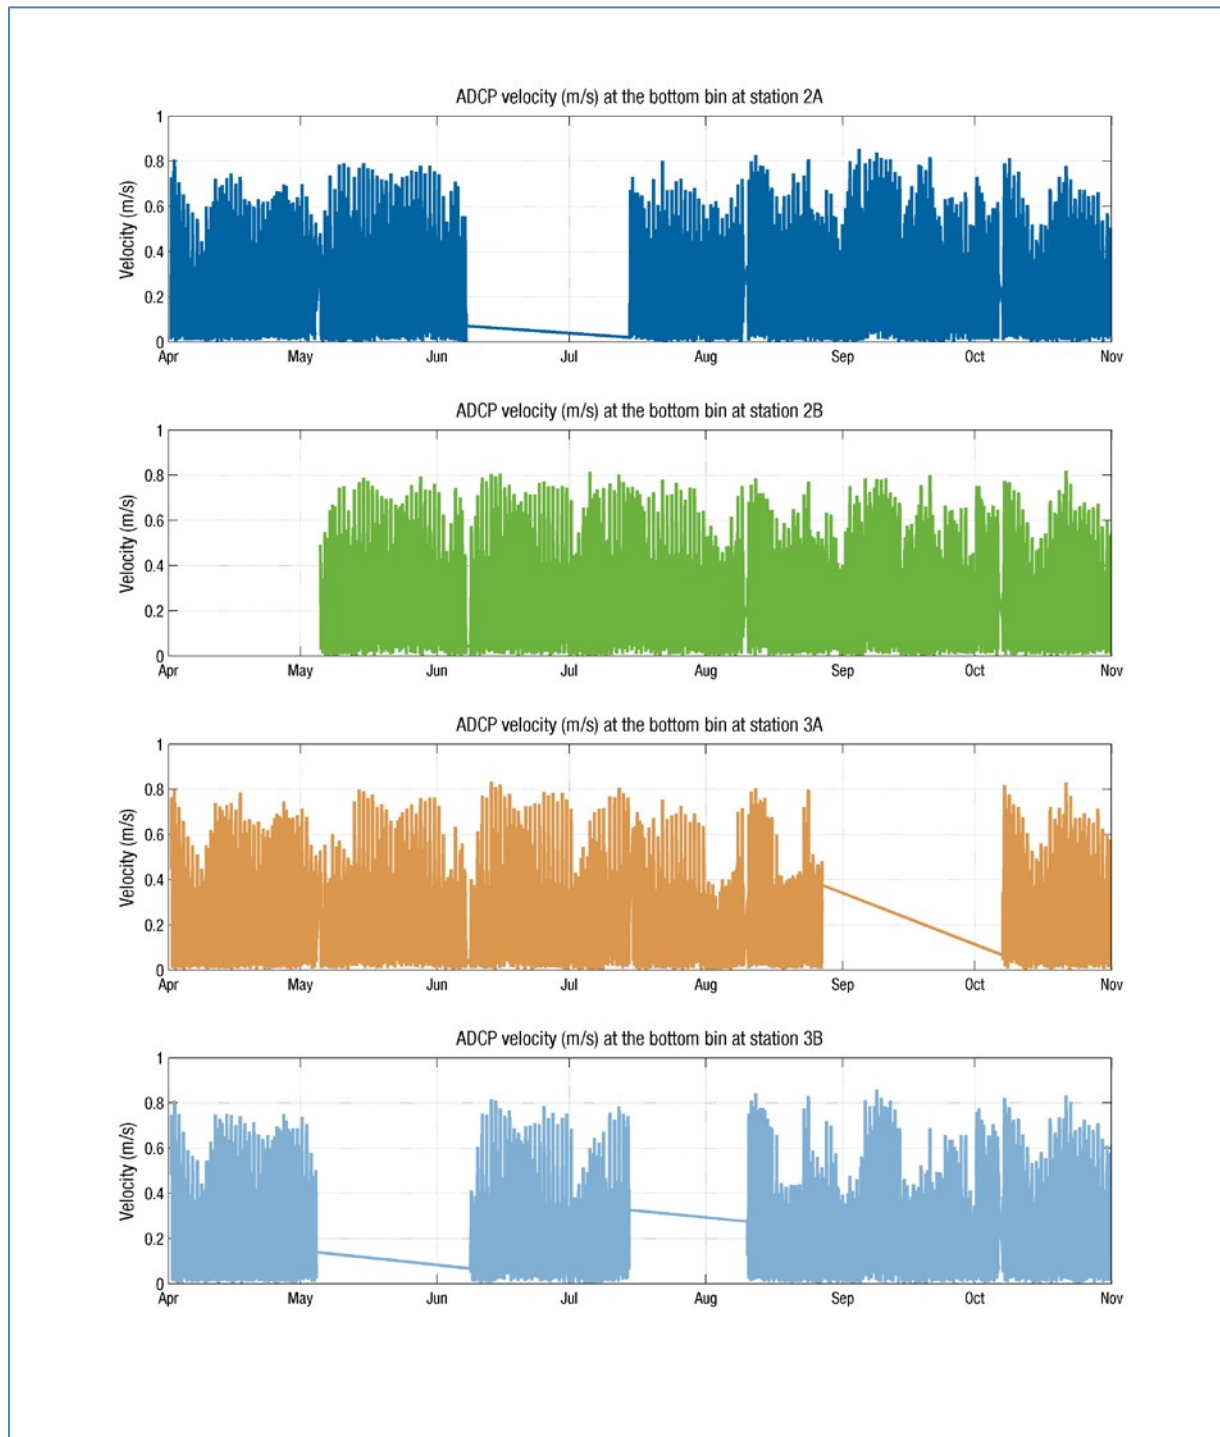 ADCP velocity (m/s) at the bottom bin at station 2A
1
0.8
0.6
0.4
0.2
0
Velocity (m/s)
Apr May Jun Jul Aug Sep Oct Nov
ADCP velocity (m/s) at the bottom bin at station 2B
1
0.8
0.6
0.4
0.2
0
Velocity (m/s)
Apr May Jun Jul Aug Sep Oct Nov
ADCP velocity (m/s) at the bottom bin at station 3A
1
0.8
0.6
0.4
0.2
0
Velocity (m/s)
Apr May Jun Jul Aug Sep Oct Nov
ADCP velocity (m/s) at the bottom bin at station 3B
1
0.8
0.6
0.4
0.2
0
Velocity (m/s)
Apr May Jun Jul Aug Sep Oct Nov